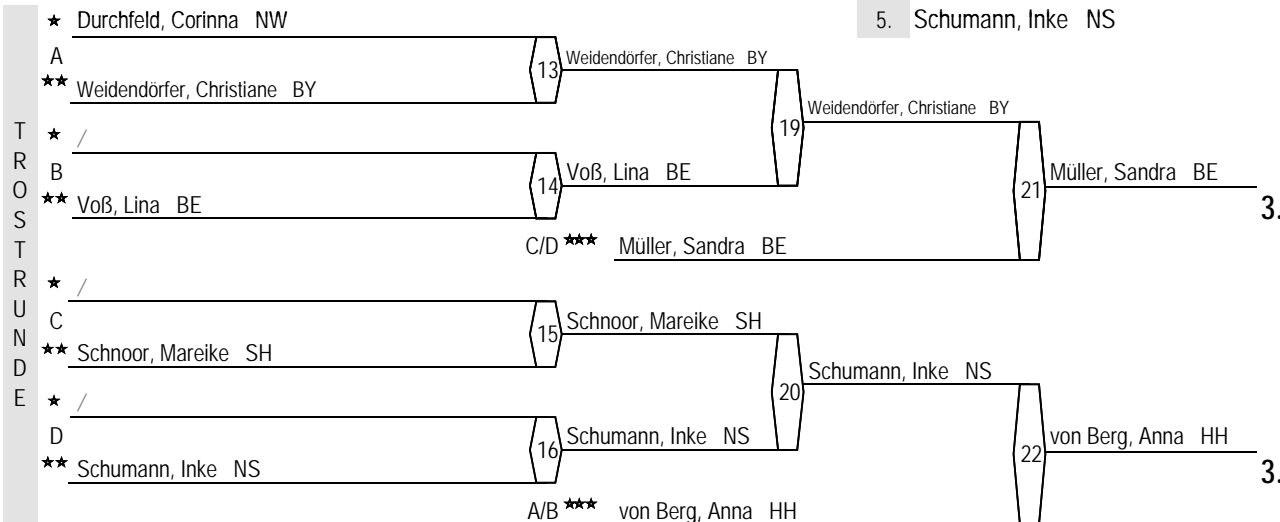 ★ Durchfeld, Corinna NW
5. Schumann, Inke NS
A
13 Weidendörfer, Christiane BY
★★ Weidendörfer, Christiane BY
19 Weidendörfer, Christiane BY
TROSTRUNDE
★ /
B
14 Voß, Lina BE
★★ Voß, Lina BE
21 Müller, Sandra BE
3.
C/D ★★★ Müller, Sandra BE
★ /
C
15 Schnoor, Mareike SH
★★ Schnoor, Mareike SH
20 Schumann, Inke NS
★ /
D
16 Schumann, Inke NS
★★ Schumann, Inke NS
22 von Berg, Anna HH
3.
A/B ★★★ von Berg, Anna HH